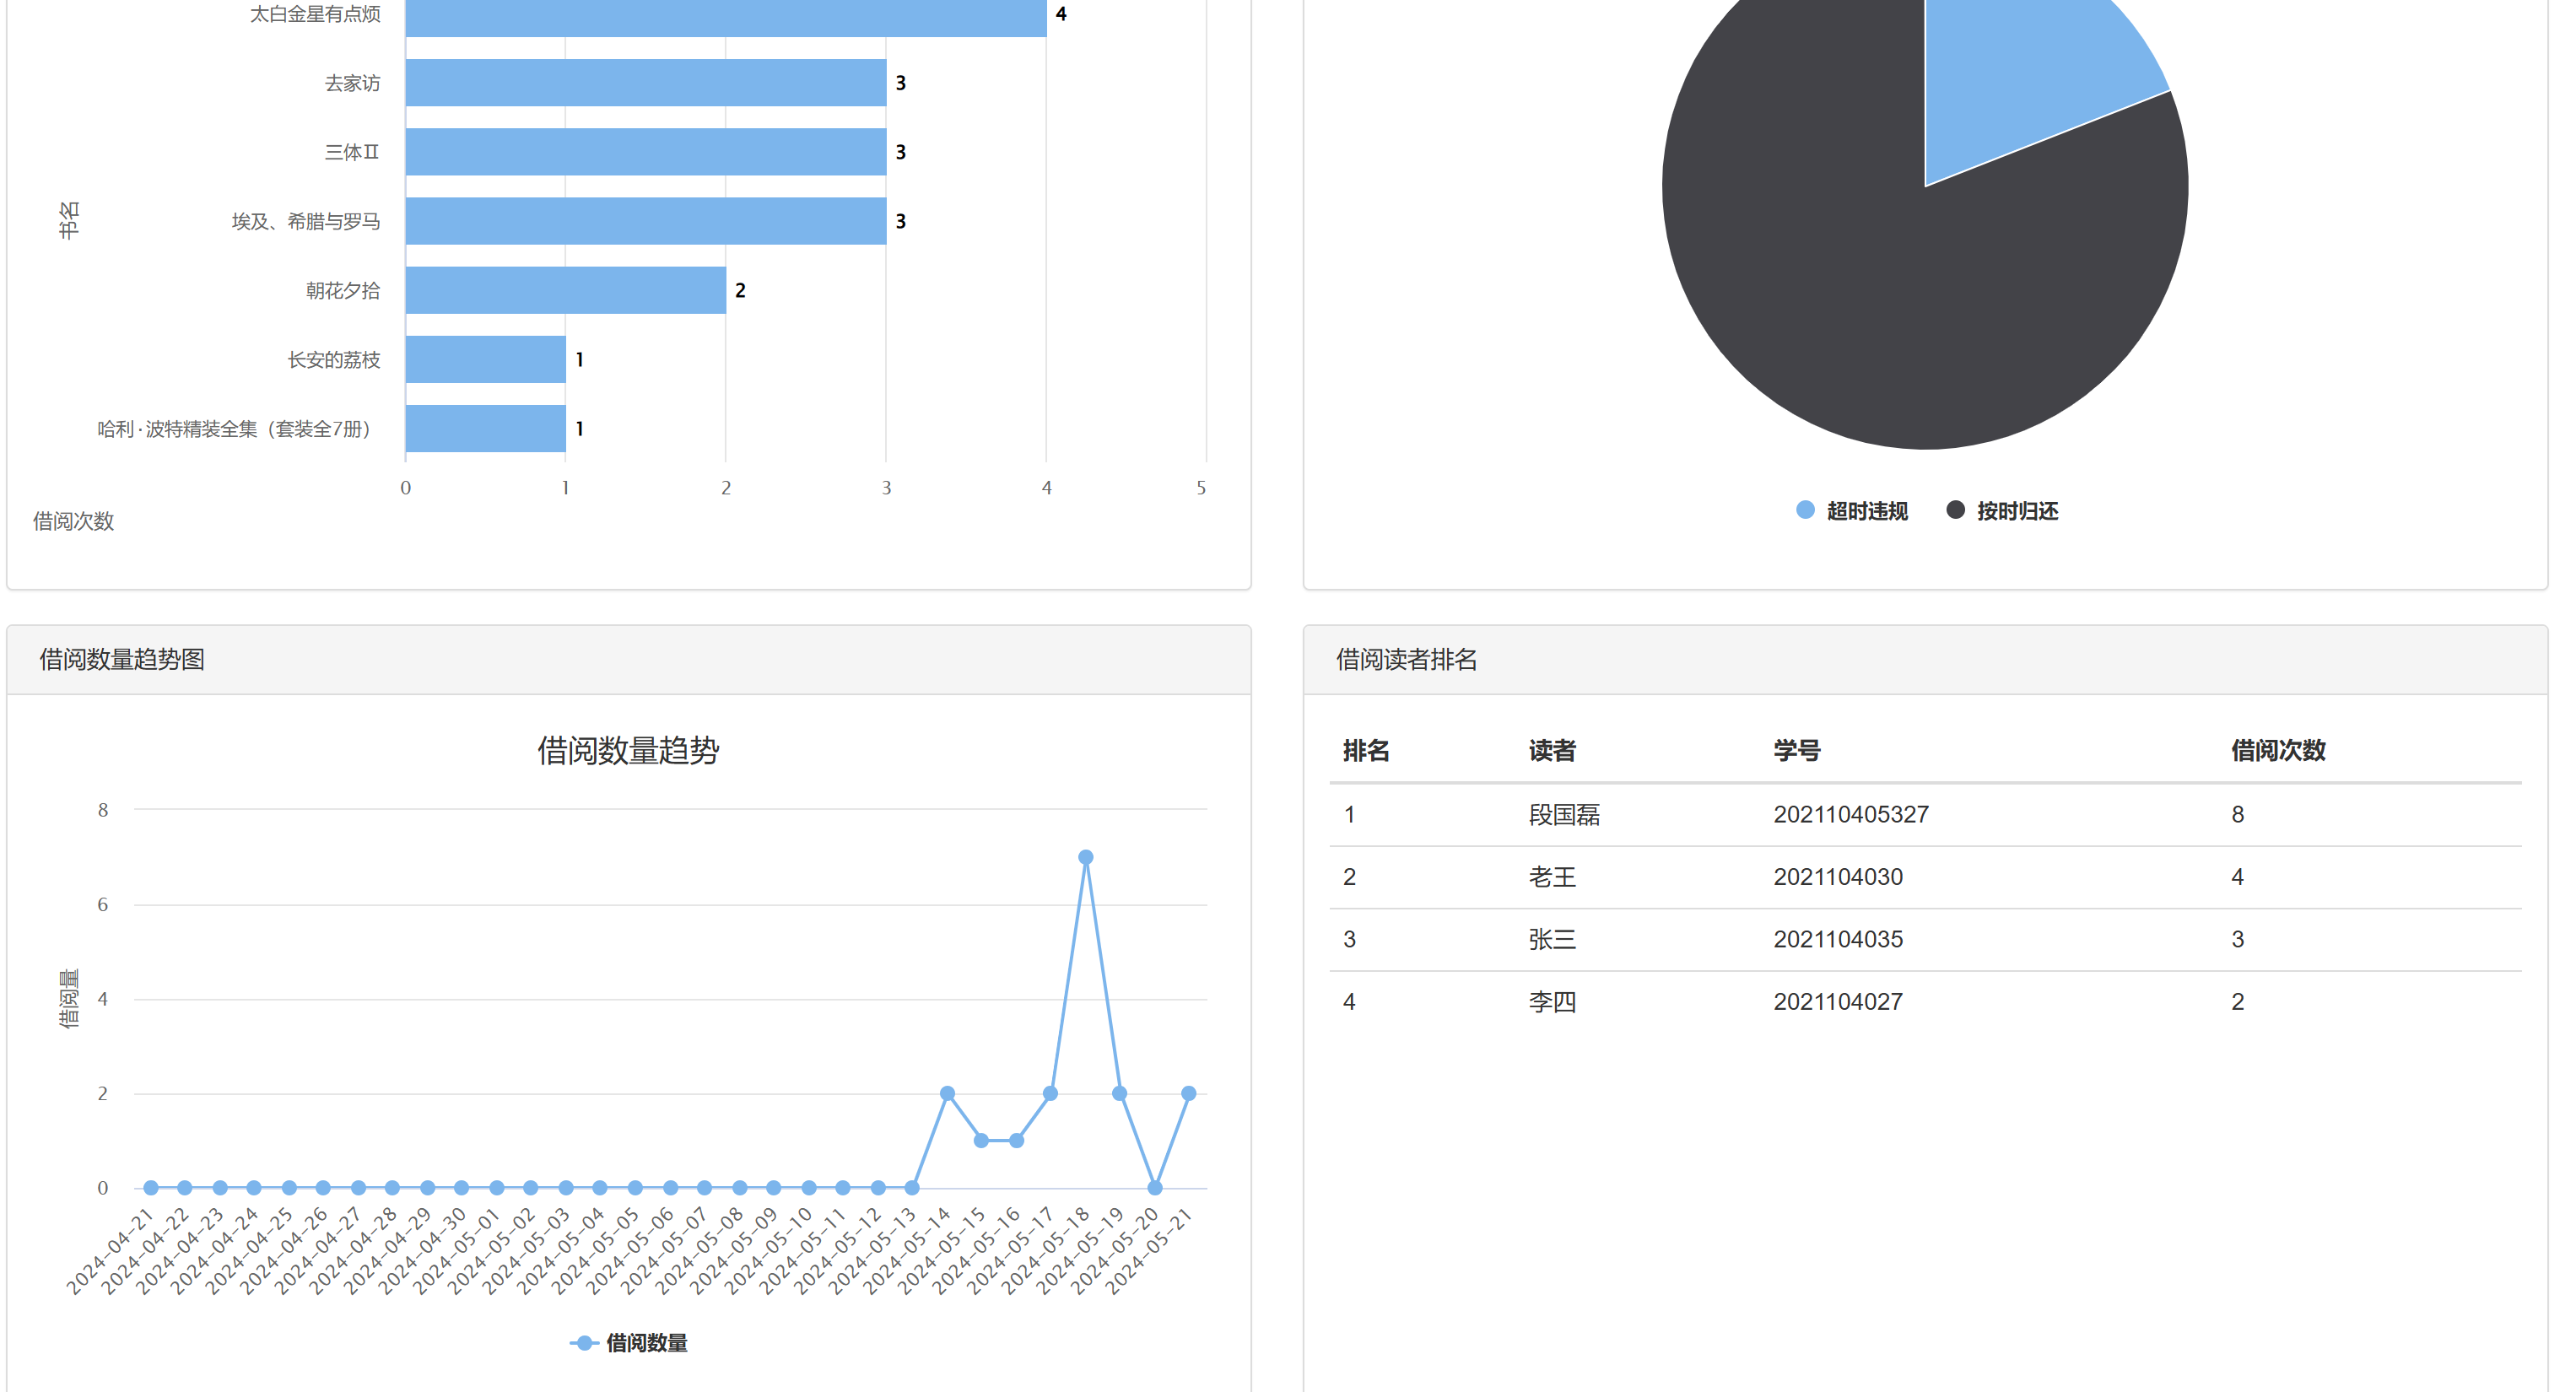 太白金星有点烦 4
去家访 3
三体Ⅱ 3
埃及、希腊与罗马 3
朝花夕拾 2
长安的荔枝 1
哈利·波特精装全集（套装全7册） 1
书名
0 1 2 3 4 5
借阅次数
超时违规 按时归还
借阅数量趋势图
借阅数量趋势
8
6
4
2
0
借阅量
2024-04-21
2024-04-22
2024-04-23
2024-04-24
2024-04-25
2024-04-26
2024-04-27
2024-04-28
2024-04-29
2024-04-30
2024-05-01
2024-05-02
2024-05-03
2024-05-04
2024-05-05
2024-05-06
2024-05-07
2024-05-08
2024-05-09
2024-05-10
2024-05-11
2024-05-12
2024-05-13
2024-05-14
2024-05-15
2024-05-16
2024-05-17
2024-05-18
2024-05-19
2024-05-20
2024-05-21
借阅数量
借阅读者排名
排名 读者 学号 借阅次数
1 段国磊 202110405327 8
2 老王 2021104030 4
3 张三 2021104035 3
4 李四 2021104027 2